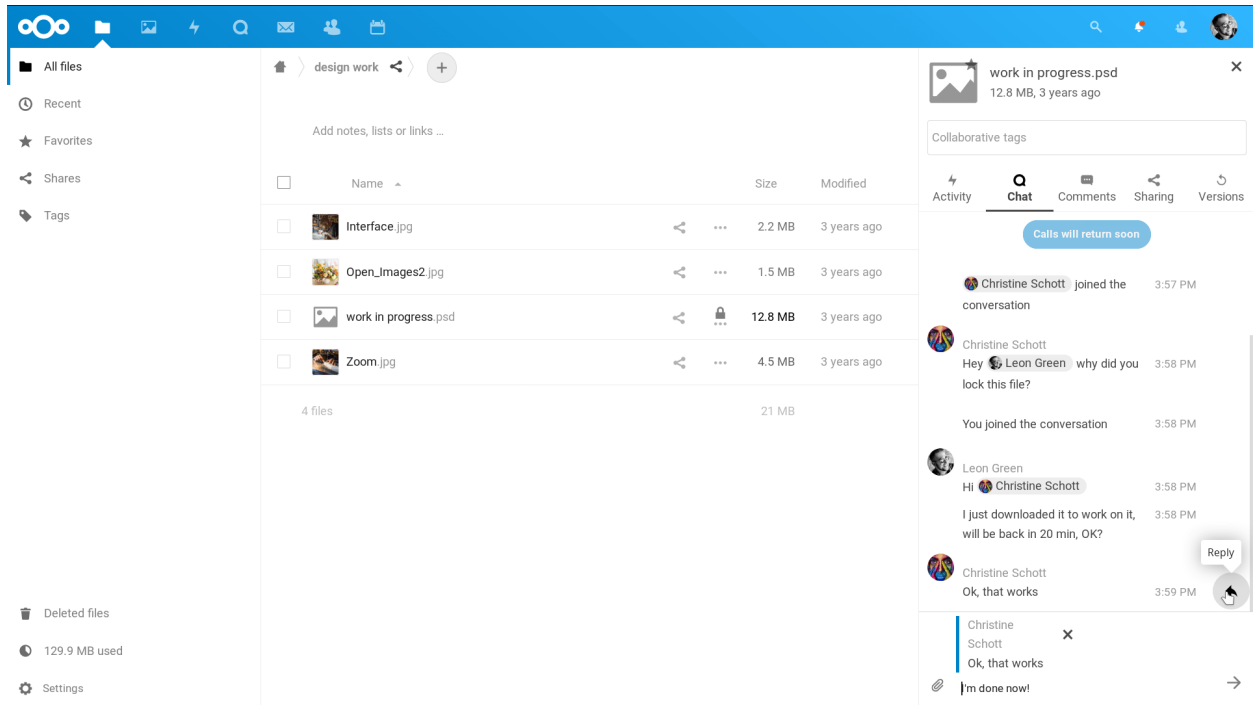 All files
Recent
Favorites
Shares
Tags
Deleted files
129.9 MB used
Settings
design work
+
Add notes, lists or links ...
Name Size Modified
Interface.jpg 2.2 MB 3 years ago
Open_Images2.jpg 1.5 MB 3 years ago
work in progress.psd 12.8 MB 3 years ago
Zoom.jpg 4.5 MB 3 years ago
4 files 21 MB
work in progress.psd
12.8 MB, 3 years ago
Collaborative tags
Activity Chat Comments Sharing Versions
Calls will return soon
Christine Schott joined the 3:57 PM
conversation
Christine Schott
Hey Leon Green why did you 3:58 PM
lock this file?
You joined the conversation 3:58 PM
Leon Green
Hi Christine Schott 3:58 PM
I just downloaded it to work on it, 3:58 PM
will be back in 20 min, OK?
Reply
Christine Schott
Ok, that works 3:59 PM
Christine
Schott
Ok, that works
I'm done now!